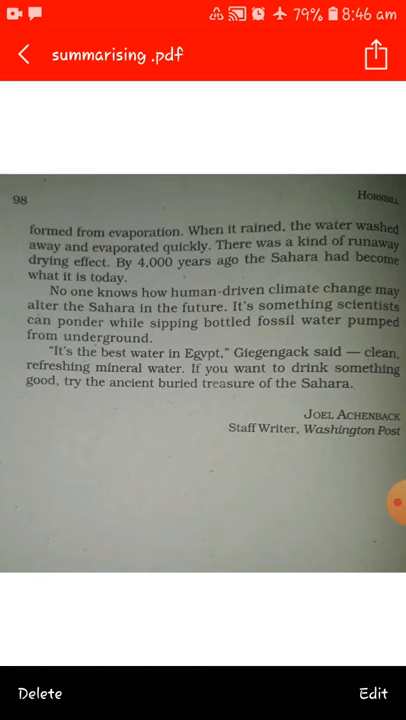 79% 8:46 am
summarising .pdf
98
HORNBILL
formed from evaporation. When it rained, the water washed
away and evaporated quickly. There was a kind of runaway
drying effect. By 4,000 years ago the Sahara had become
what it is today.
No one knows how human-driven climate change may
alter the Sahara in the future. It's something scientists
can ponder while sipping bottled fossil water pumped
from underground.
"It's the best water in Egypt," Giegengack said — clean,
refreshing mineral water. If you want to drink something
good, try the ancient buried treasure of the Sahara.
JOEL ACHENBACK
Staff Writer, Washington Post
Delete Edit